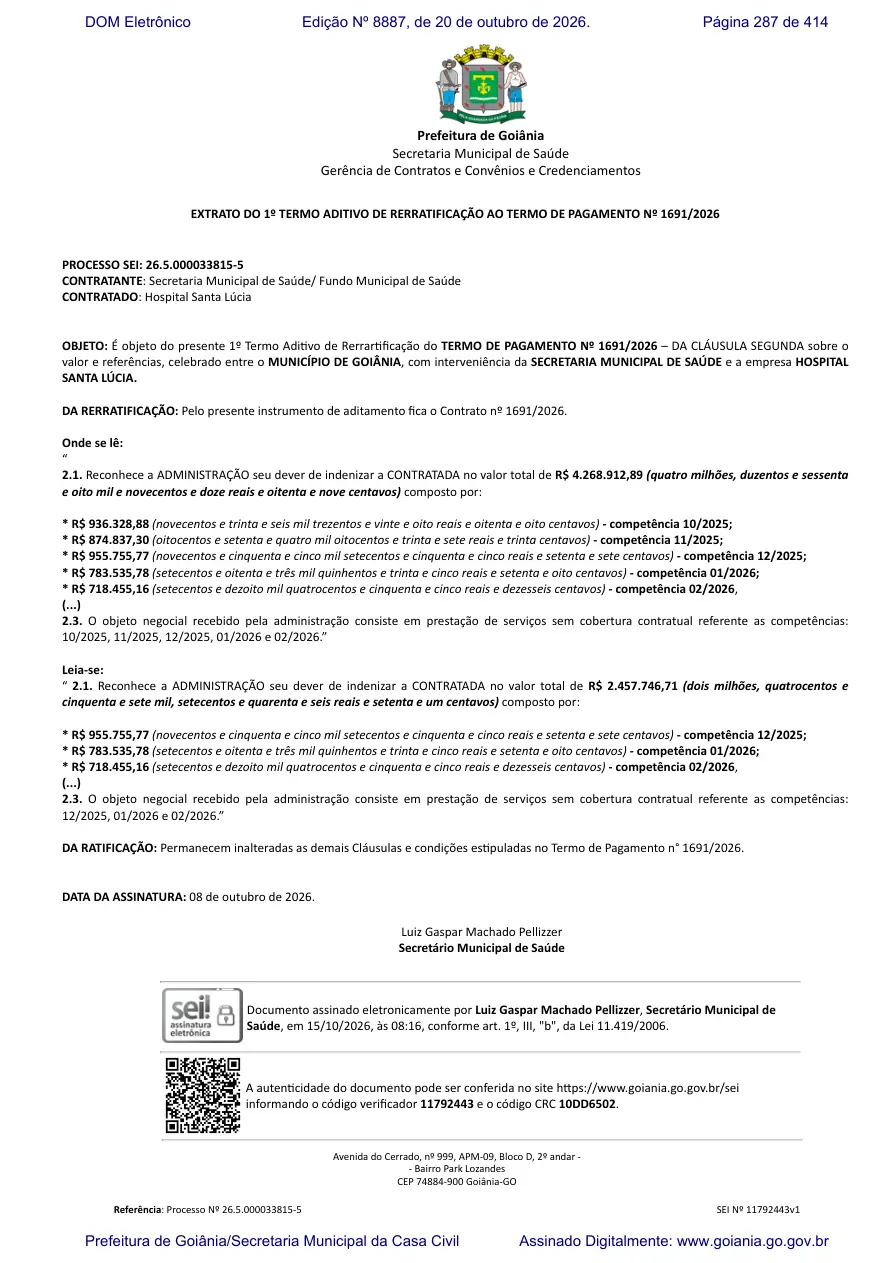 DOM Eletrônico Edição Nº 8887, de 20 de outubro de 2026. Página 287 de 414
Prefeitura de Goiânia
Secretaria Municipal de Saúde
Gerência de Contratos e Convênios e Credenciamentos
EXTRATO DO 1º TERMO ADITIVO DE RERRATIFICAÇÃO AO TERMO DE PAGAMENTO Nº 1691/2026
PROCESSO SEI: 26.5.000033815-5
CONTRATANTE: Secretaria Municipal de Saúde/ Fundo Municipal de Saúde
CONTRATADO: Hospital Santa Lúcia
OBJETO: É objeto do presente 1º Termo Aditivo de Rerrartificação do TERMO DE PAGAMENTO Nº 1691/2026 – DA CLÁUSULA SEGUNDA sobre o
valor e referências, celebrado entre o MUNICÍPIO DE GOIÂNIA, com interveniência da SECRETARIA MUNICIPAL DE SAÚDE e a empresa HOSPITAL
SANTA LÚCIA.
DA RERRATIFICAÇÃO: Pelo presente instrumento de aditamento fica o Contrato nº 1691/2026.
Onde se lê:
“
2.1. Reconhece a ADMINISTRAÇÃO seu dever de indenizar a CONTRATADA no valor total de R$ 4.268.912,89 (quatro milhões, duzentos e sessenta
e oito mil e novecentos e doze reais e oitenta e nove centavos) composto por:
* R$ 936.328,88 (novecentos e trinta e seis mil trezentos e vinte e oito reais e oitenta e oito centavos) - competência 10/2025;
* R$ 874.837,30 (oitocentos e setenta e quatro mil oitocentos e trinta e sete reais e trinta centavos) - competência 11/2025;
* R$ 955.755,77 (novecentos e cinquenta e cinco mil setecentos e cinquenta e cinco reais e setenta e sete centavos) - competência 12/2025;
* R$ 783.535,78 (setecentos e oitenta e três mil quinhentos e trinta e cinco reais e setenta e oito centavos) - competência 01/2026;
* R$ 718.455,16 (setecentos e dezoito mil quatrocentos e cinquenta e cinco reais e dezesseis centavos) - competência 02/2026,
(...)
2.3. O objeto negocial recebido pela administração consiste em prestação de serviços sem cobertura contratual referente as competências:
10/2025, 11/2025, 12/2025, 01/2026 e 02/2026.”
Leia-se:
“ 2.1. Reconhece a ADMINISTRAÇÃO seu dever de indenizar a CONTRATADA no valor total de R$ 2.457.746,71 (dois milhões, quatrocentos e
cinquenta e sete mil, setecentos e quarenta e seis reais e setenta e um centavos) composto por:
* R$ 955.755,77 (novecentos e cinquenta e cinco mil setecentos e cinquenta e cinco reais e setenta e sete centavos) - competência 12/2025;
* R$ 783.535,78 (setecentos e oitenta e três mil quinhentos e trinta e cinco reais e setenta e oito centavos) - competência 01/2026;
* R$ 718.455,16 (setecentos e dezoito mil quatrocentos e cinquenta e cinco reais e dezesseis centavos) - competência 02/2026,
(...)
2.3. O objeto negocial recebido pela administração consiste em prestação de serviços sem cobertura contratual referente as competências:
12/2025, 01/2026 e 02/2026.”
DA RATIFICAÇÃO: Permanecem inalteradas as demais Cláusulas e condições estipuladas no Termo de Pagamento n° 1691/2026.
DATA DA ASSINATURA: 08 de outubro de 2026.
Luiz Gaspar Machado Pellizzer
Secretário Municipal de Saúde
sei!
assinatura
eletrônica
Documento assinado eletronicamente por Luiz Gaspar Machado Pellizzer, Secretário Municipal de
Saúde, em 15/10/2026, às 08:16, conforme art. 1º, III, "b", da Lei 11.419/2006.
A autenticidade do documento pode ser conferida no site https://www.goiania.go.gov.br/sei
informando o código verificador 11792443 e o código CRC 10DD6502.
Avenida do Cerrado, nº 999, APM-09, Bloco D, 2º andar -
- Bairro Park Lozandes
CEP 74884-900 Goiânia-GO
Referência: Processo Nº 26.5.000033815-5 SEI Nº 11792443v1
Prefeitura de Goiânia/Secretaria Municipal da Casa Civil Assinado Digitalmente: www.goiania.go.gov.br